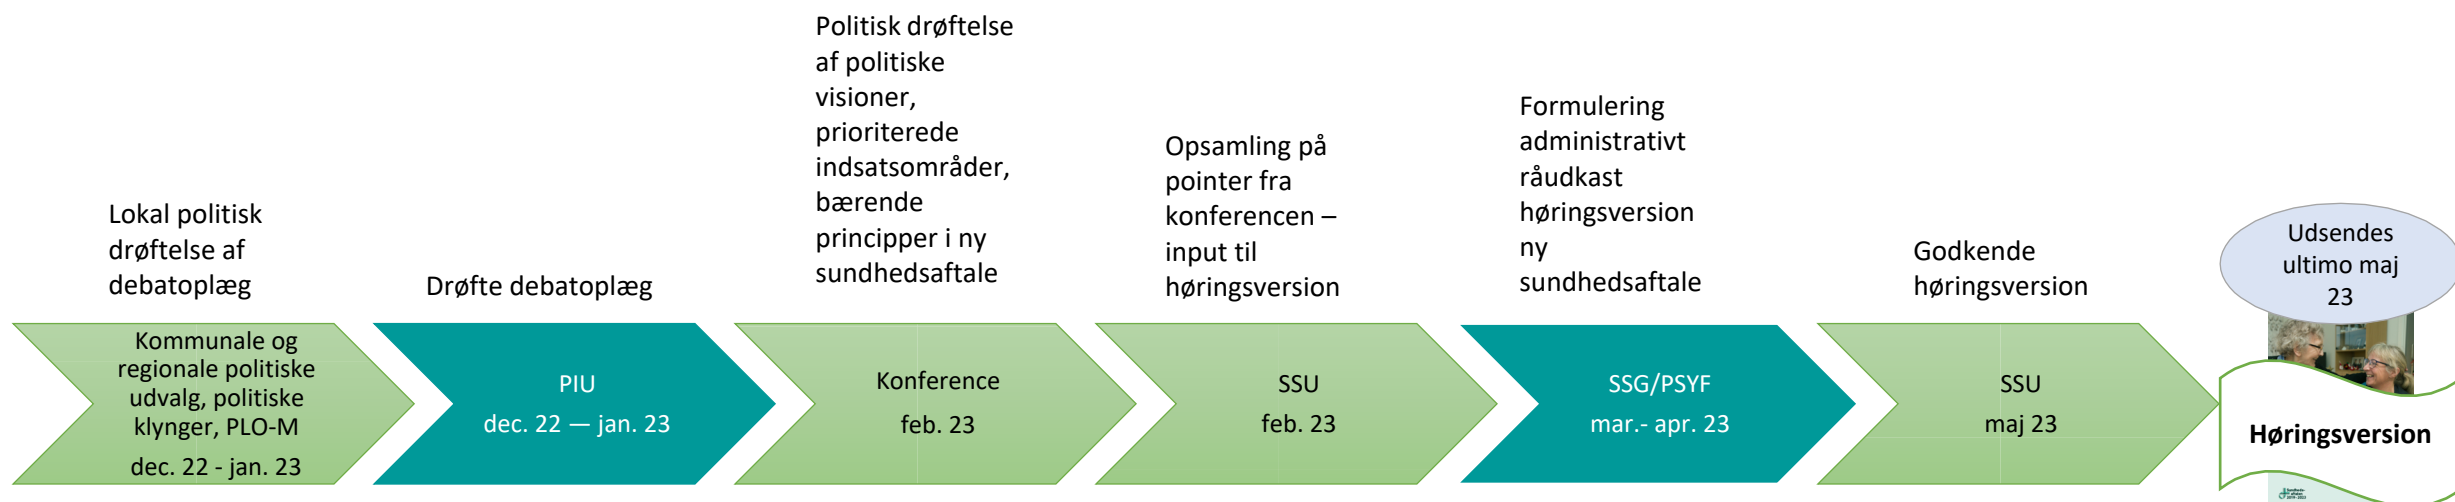 Lokal politisk
drøftelse af
debatoplæg
Kommunale og
regionale politiske
udvalg, politiske
klynger, PLO-M
dec. 22 - jan. 23
Drøfte debatoplæg
PIU
dec. 22 — jan. 23
Politisk drøftelse
af politiske
visioner,
prioriterede
indsatsområder,
bærende
principper i ny
sundhedsaftale
Konference
feb. 23
Opsamling på
pointer fra
konferencen –
input til
høringsversion
SSU
feb. 23
Formulering
administrativt
råudkast
høringsversion
ny
sundhedsaftale
SSG/PSYF
mar.- apr. 23
Godkende
høringsversion
SSU
maj 23
Udsendes
ultimo maj
23
Høringsversion